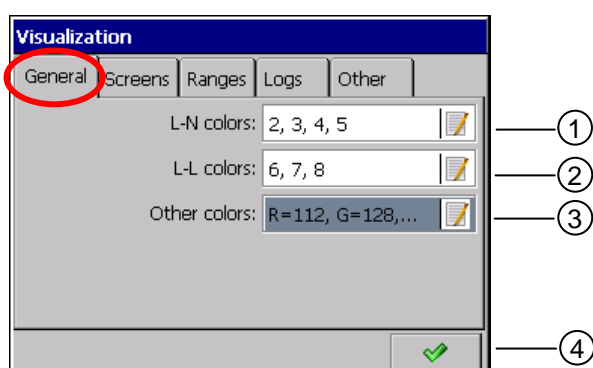 Visualization
General Screens Ranges Logs Other
L-N colors: 2, 3, 4, 5 1
L-L colors: 6, 7, 8 2
Other colors: R=112, G=128,... 3
4